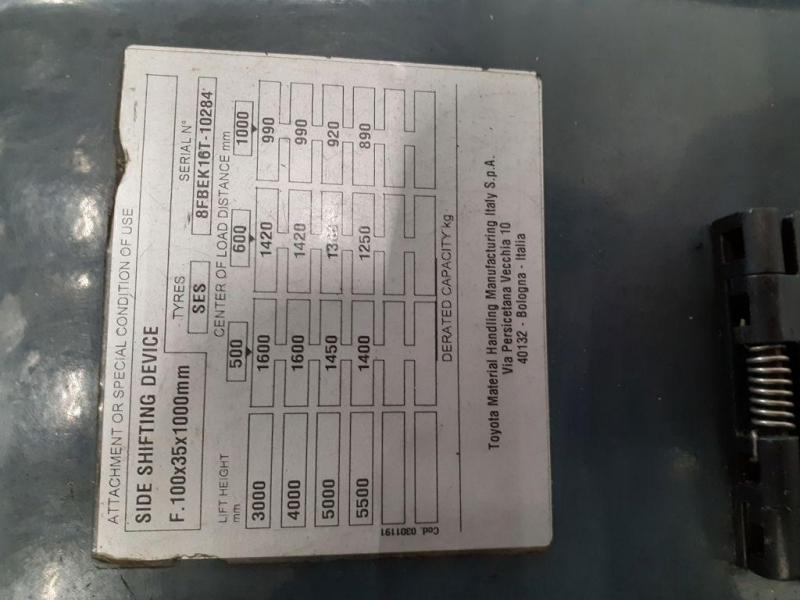 ATTACHMENT OR SPECIAL CONDITION OF USE
SIDE SHIFTING DEVICE
F.100x35x1000mm
TYRES
SES
SERIAL N°
8FBEK16T-10284
LIFT HEIGHT mm
CENTER OF LOAD DISTANCE mm
500 600 1000
3000 1600 1420 990
4000 1600 1420 990
5000 1450 920
5500 1400 1250 890
Cod. 0301191
DERATED CAPACITY kg
Toyota Material Handling Manufacturing Italy S.p.A.
Via Persicetana Vecchia 10
40132 - Bologna - Italia